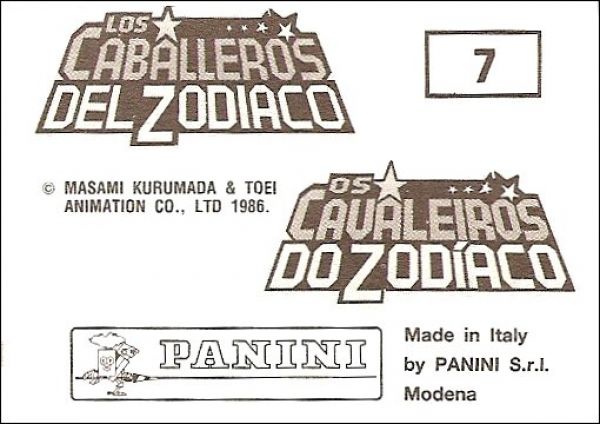 LOS
CABALLEROS
DEL ZODIACO
7
© MASAMI KURUMADA & TOEI
ANIMATION CO., LTD 1986.
OS
CAVALEIROS
DO ZODÍACO
PANINI
Made in Italy
by PANINI S.r.l.
Modena